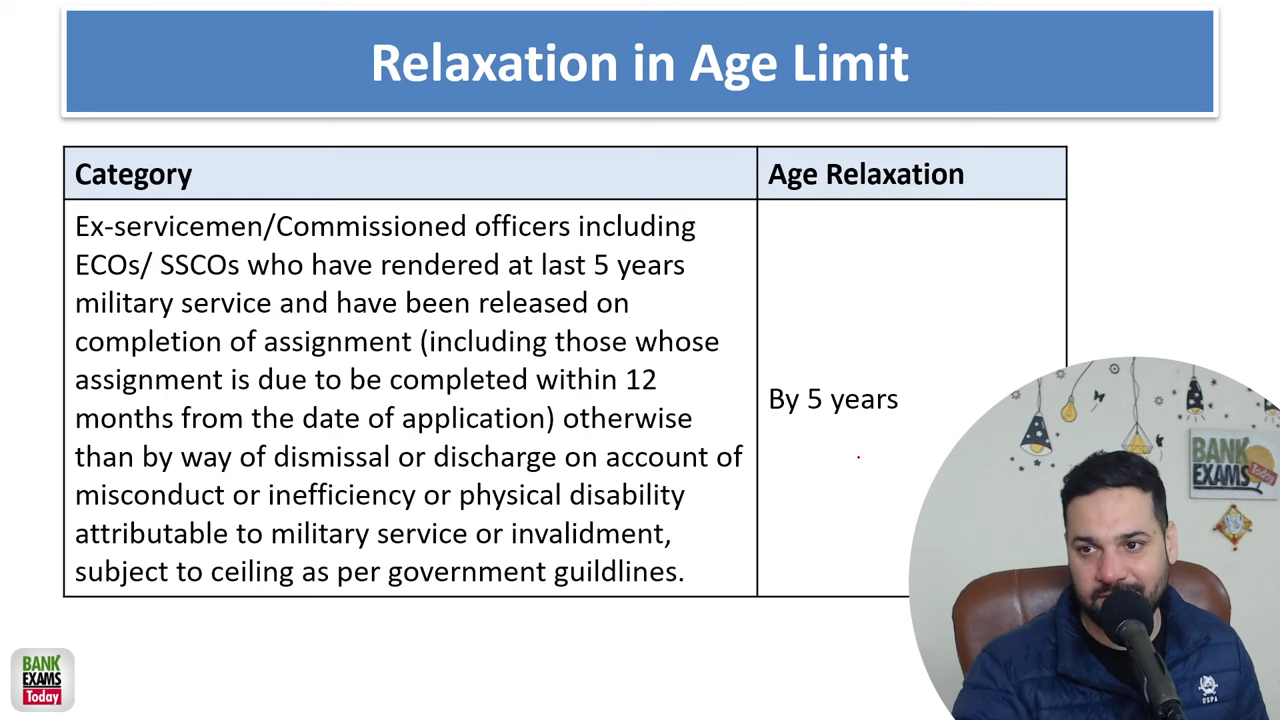 Relaxation in Age Limit
Category
Age Relaxation
Ex-servicemen/Commissioned officers including
ECOs/ SSCOs who have rendered at last 5 years
military service and have been released on
completion of assignment (including those whose
assignment is due to be completed within 12
months from the date of application) otherwise
than by way of dismissal or discharge on account of
misconduct or inefficiency or physical disability
attributable to military service or invalidment,
subject to ceiling as per government guildlines.
By 5 years
BANK
EXAMS
Today
BANK
EXAMS
Today
USPA